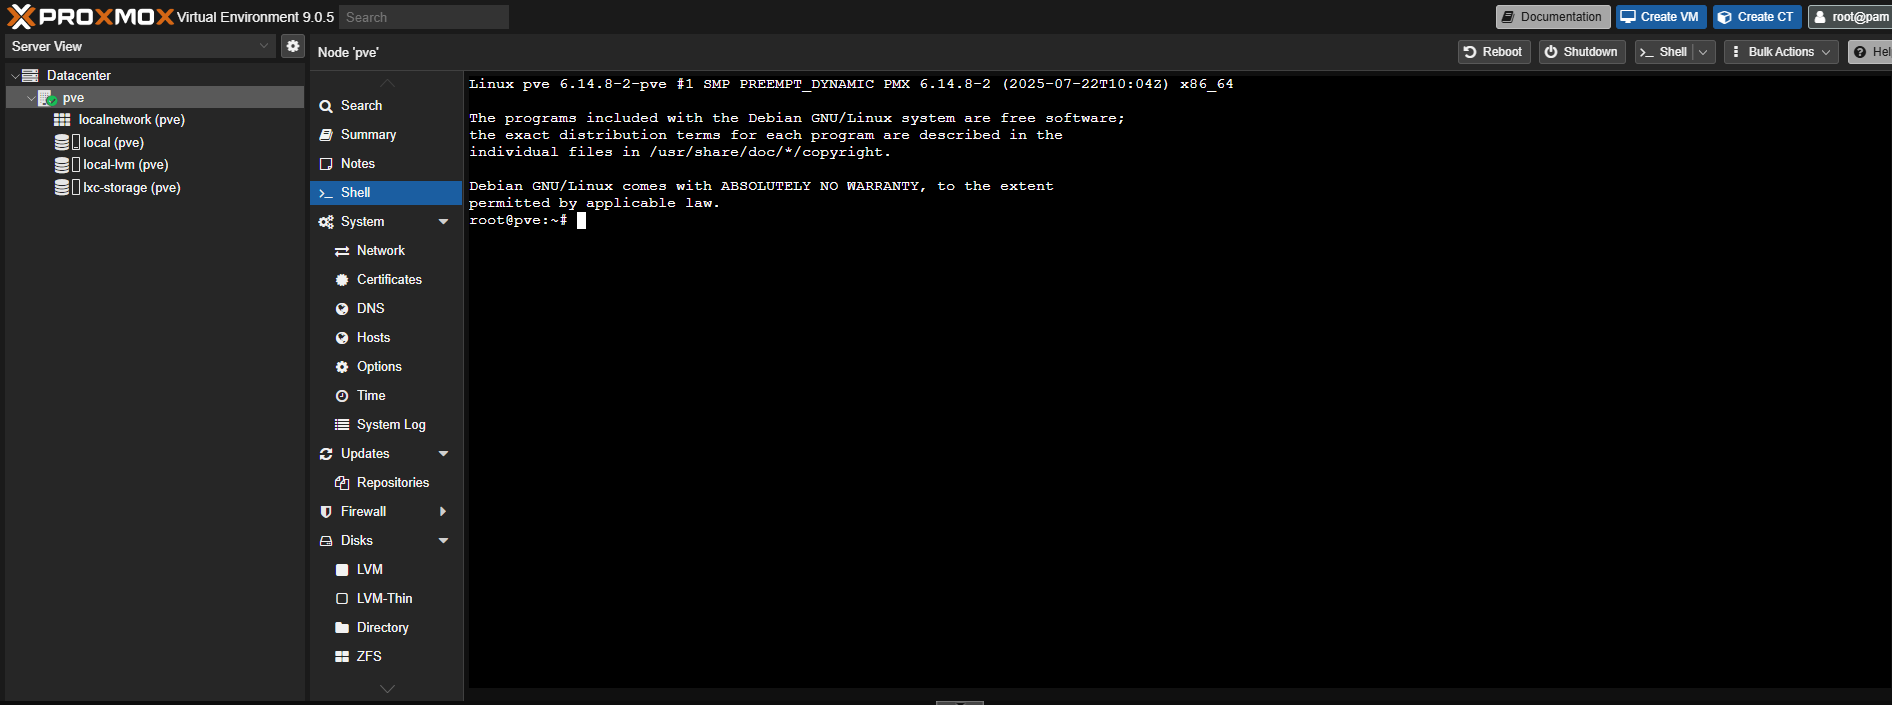 PROXMOX Virtual Environment 9.0.5 Search
Documentation Create VM Create CT root@pam
Server View
Node 'pve'
Reboot Shutdown >_ Shell Bulk Actions Hel
Datacenter
pve
localnetwork (pve)
local (pve)
local-lvm (pve)
lxc-storage (pve)
Search
Summary
Notes
>_ Shell
System
Network
Certificates
DNS
Hosts
Options
Time
System Log
Updates
Repositories
Firewall
Disks
LVM
LVM-Thin
Directory
ZFS
Linux pve 6.14.8-2-pve #1 SMP PREEMPT_DYNAMIC PMX 6.14.8-2 (2025-07-22T10:04Z) x86_64
The programs included with the Debian GNU/Linux system are free software;
the exact distribution terms for each program are described in the
individual files in /usr/share/doc/*/copyright.
Debian GNU/Linux comes with ABSOLUTELY NO WARRANTY, to the extent
permitted by applicable law.
root@pve:~#